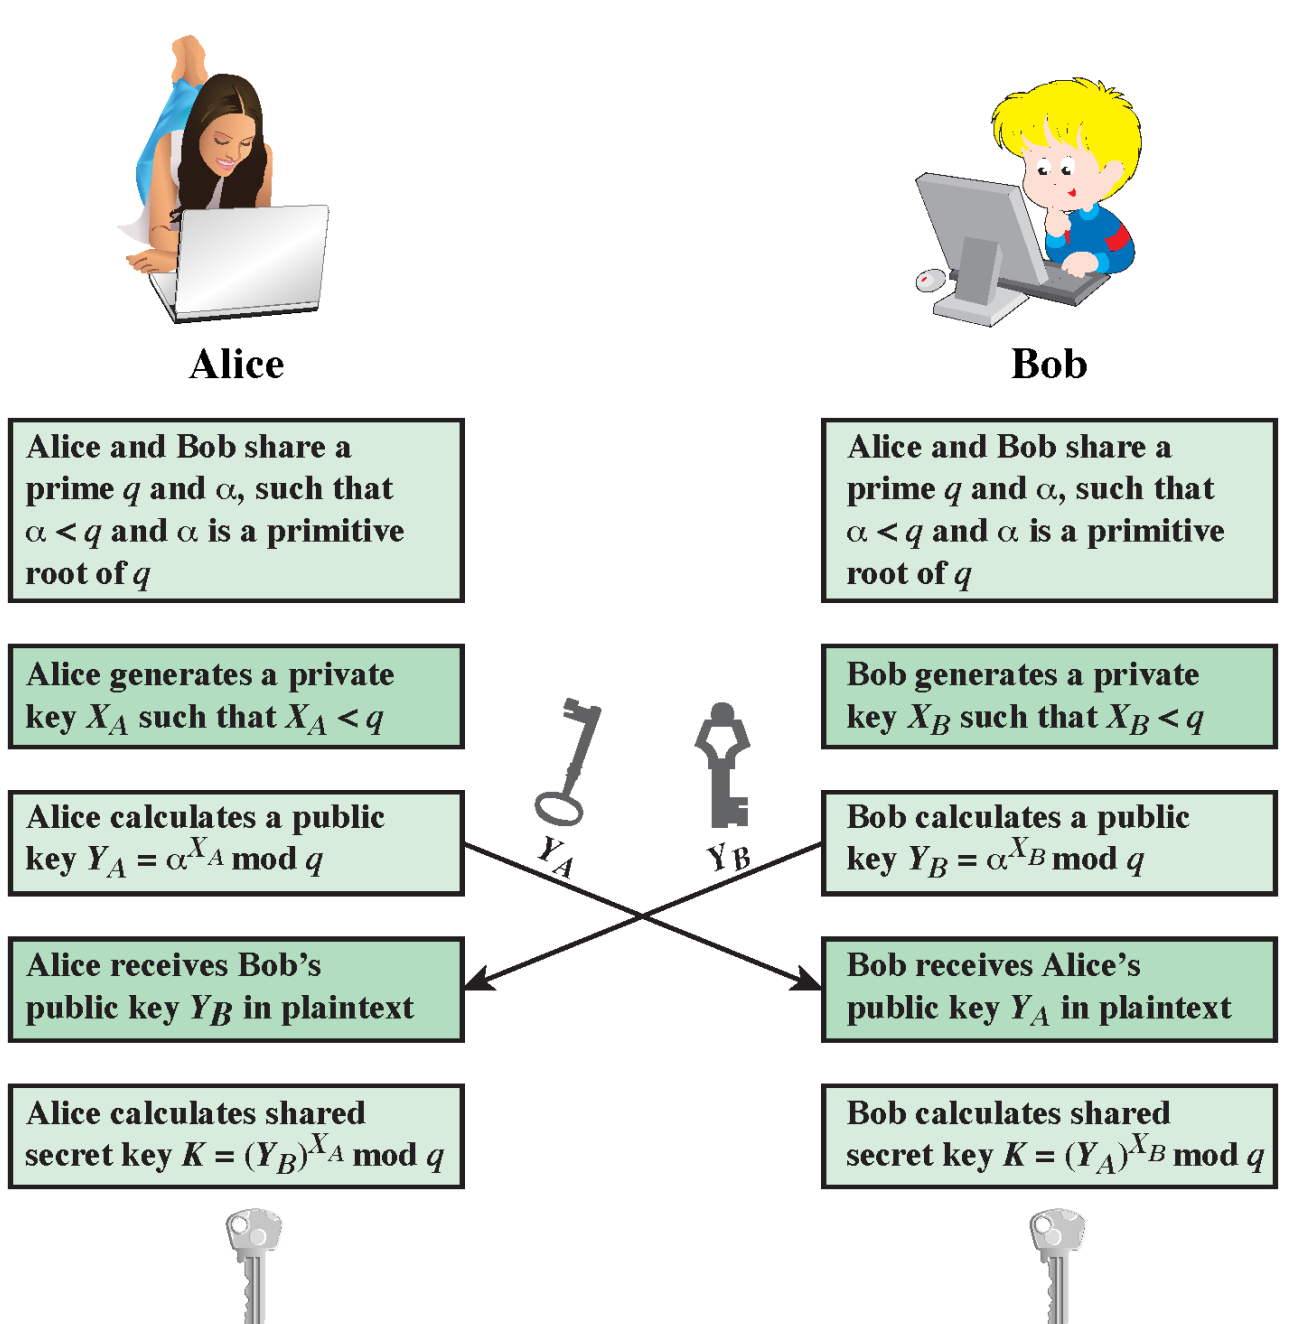 Alice
Bob
Alice and Bob share a
prime q and α, such that
α < q and α is a primitive
root of q
Alice and Bob share a
prime q and α, such that
α < q and α is a primitive
root of q
Alice generates a private
key X_A such that X_A < q
Bob generates a private
key X_B such that X_B < q
Alice calculates a public
key Y_A = α^{X_A} mod q
Y_A
Y_B
Bob calculates a public
key Y_B = α^{X_B} mod q
Alice receives Bob’s
public key Y_B in plaintext
Bob receives Alice’s
public key Y_A in plaintext
Alice calculates shared
secret key K = (Y_B)^{X_A} mod q
Bob calculates shared
secret key K = (Y_A)^{X_B} mod q